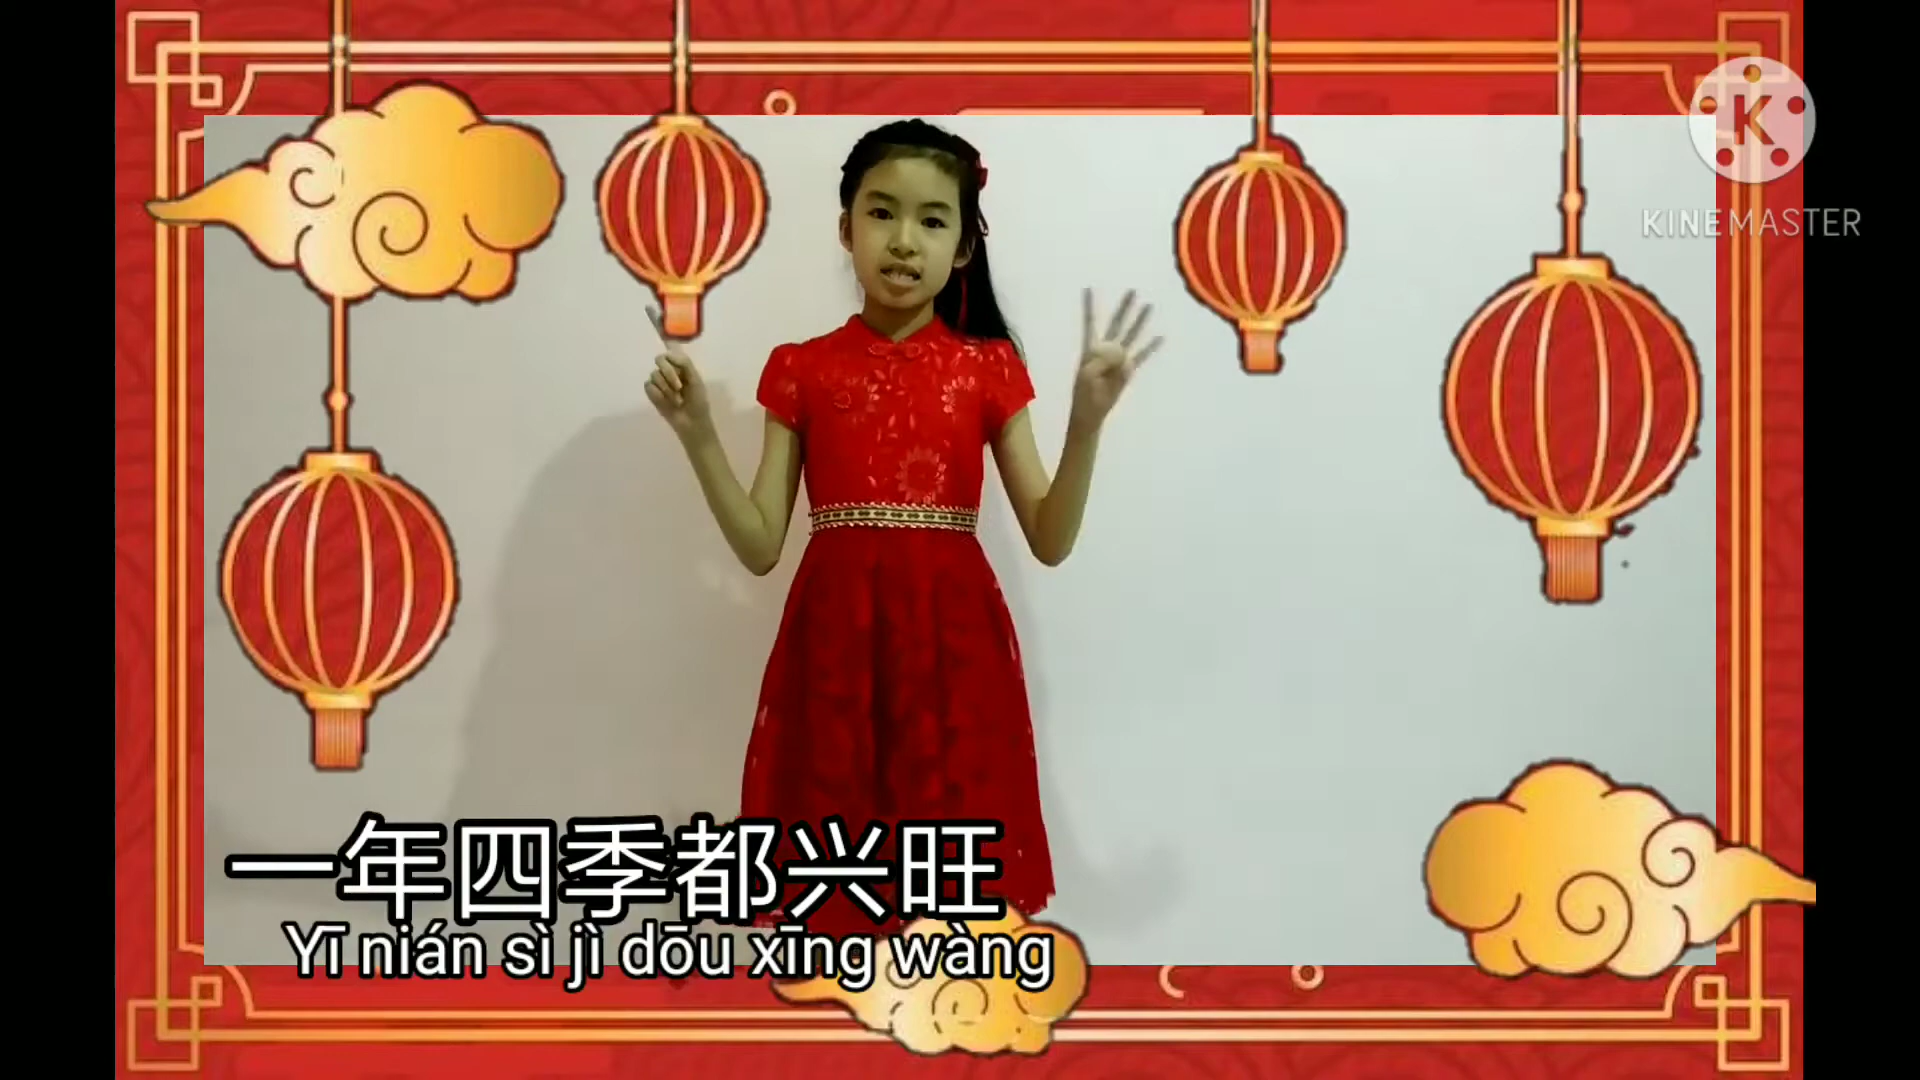 K
KINEMASTER
一年四季都兴旺
Yī nián sì jì dōu xīng wàng